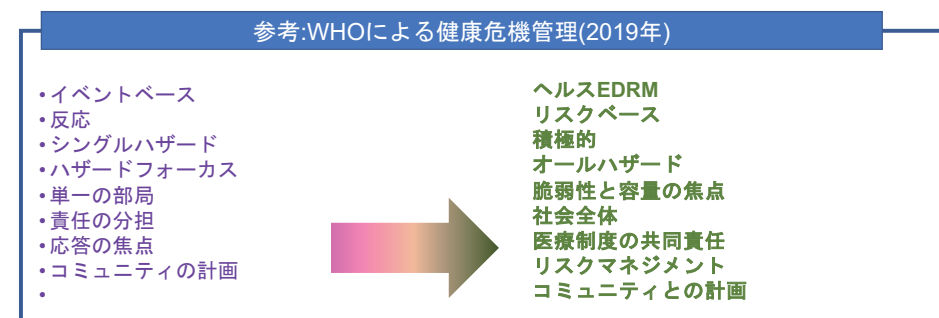 参考:WHOによる健康危機管理(2019年)
•イベントベース
•反応
•シングルハザード
•ハザードフォーカス
•単一の部局
•責任の分担
•応答の焦点
•コミュニティの計画
•
ヘルスEDRM
リスクベース
積極的
オールハザード
脆弱性と容量の焦点
社会全体
医療制度の共同責任
リスクマネジメント
コミュニティとの計画